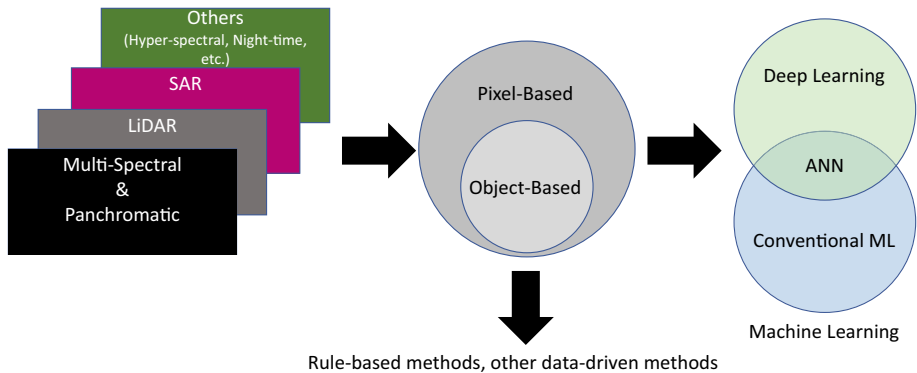 Others
(Hyper-spectral, Night-time,
etc.)
SAR
LiDAR
Multi-Spectral
&
Panchromatic
Pixel-Based
Object-Based
Deep Learning
ANN
Conventional ML
Machine Learning
Rule-based methods, other data-driven methods